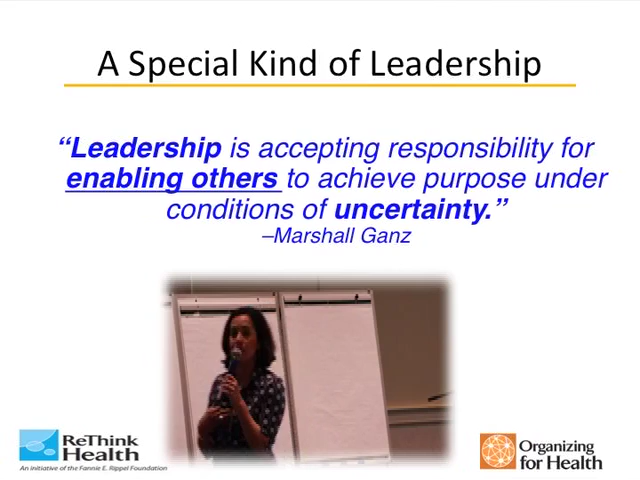 A Special Kind of Leadership
“Leadership is accepting responsibility for
enabling others to achieve purpose under
conditions of uncertainty.”
–Marshall Ganz
ReThink
Health
An initiative of the Fannie E. Rippel Foundation
Organizing
for Health